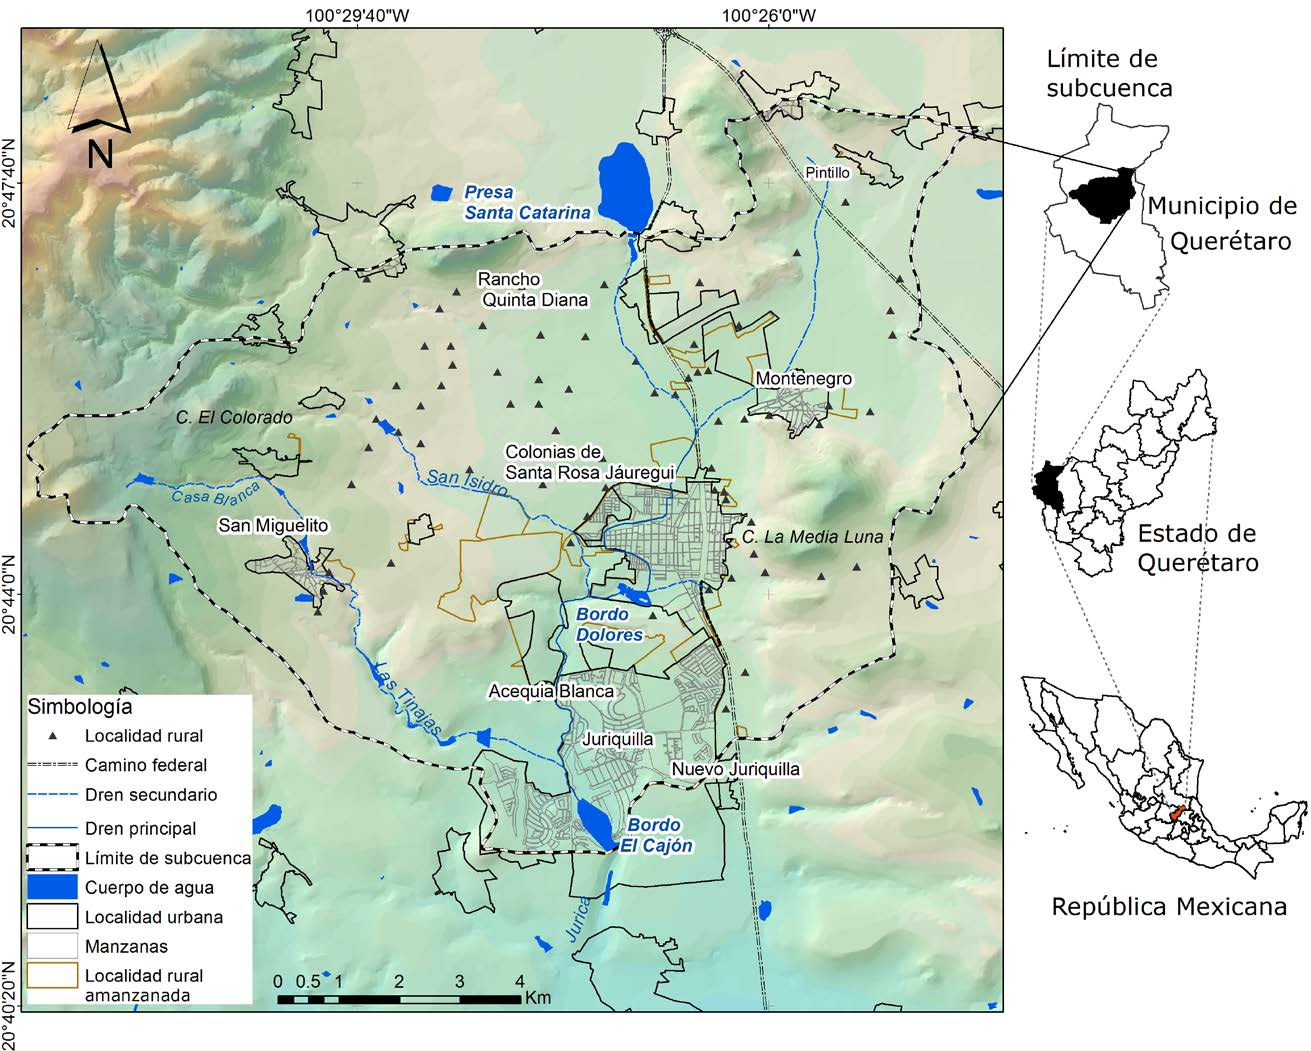 100°29'40"W
100°26'0"W
20°47'40"N
20°44'0"N
20°40'20"N
N
Presa
Santa Catarina
Pintillo
Rancho
Quinta Diana
Montenegro
C. El Colorado
Colonias de
Santa Rosa Jáuregui
San Isidro
Casa Blanca
San Miguelito
C. La Media Luna
Bordo
Dolores
Las Tinajas
Acequia Blanca
Juriquilla
Nuevo Juriquilla
Bordo
El Cajón
Jurica
Simbología
Localidad rural
Camino federal
Dren secundario
Dren principal
Límite de subcuenca
Cuerpo de agua
Localidad urbana
Manzanas
Localidad rural
amanzanada
0 0.5 1 2 3 4
Km
Límite de
subcuenca
Municipio de
Querétaro
Estado de
Querétaro
República Mexicana